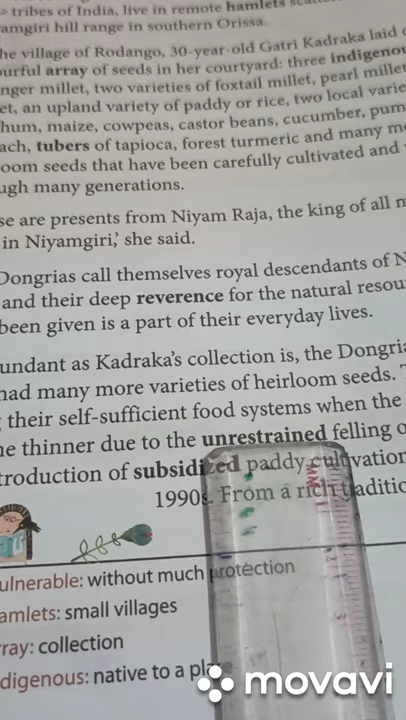 tribes of India, live in remote hamlets
amgiri hill range in southern Orissa.
he village of Rodango, 30-year-old Gatri Kadraka laid
ourful array of seeds in her courtyard: three indigenou
nger millet, two varieties of foxtail millet, pearl millet
et, an upland variety of paddy or rice, two local varie
hum, maize, cowpeas, castor beans, cucumber, pum
ach, tubers of tapioca, forest turmeric and many m
oom seeds that have been carefully cultivated and
ugh many generations.
se are presents from Niyam Raja, the king of all
in Niyamgiri,' she said.
Dongrias call themselves royal descendants of N
and their deep reverence for the natural resou
been given is a part of their everyday lives.
undant as Kadraka's collection is, the Dongria
had many more varieties of heirloom seeds.
their self-sufficient food systems when the
e thinner due to the unrestrained felling o
troduction of subsidized paddy cultivation
1990s. From a rich traditio
ulnerable: without much protection
amlets: small villages
ray: collection
digenous: native to a place
movavi